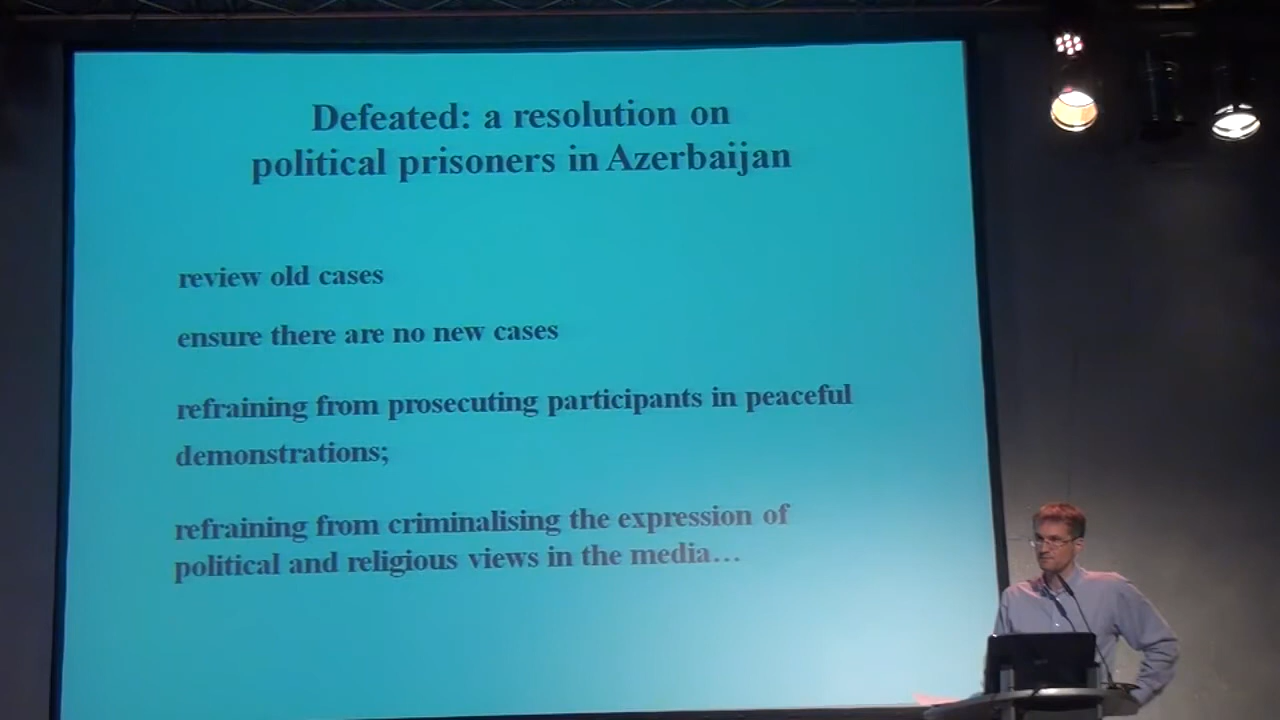 Defeated: a resolution on
political prisoners in Azerbaijan
review old cases
ensure there are no new cases
refraining from prosecuting participants in peaceful
demonstrations;
refraining from criminalising the expression of
political and religious views in the media…